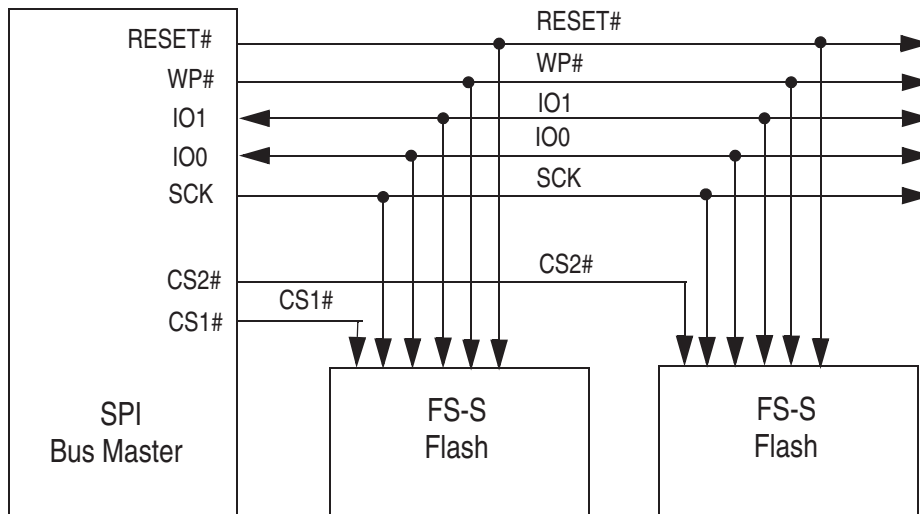 RESET#
RESET#
WP#
WP#
IO1
IO1
IO0
IO0
SCK
SCK
CS2#
CS2#
CS1#
CS1#
SPI
Bus Master
FS-S
Flash
FS-S
Flash